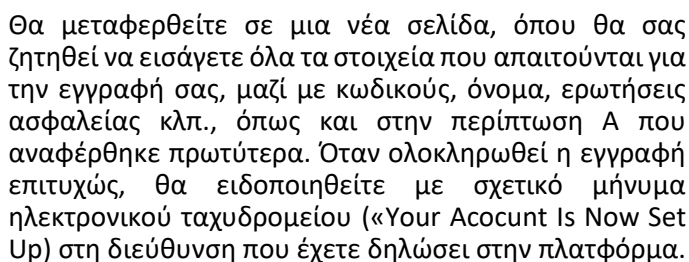 Θα μεταφερθείτε σε μια νέα σελίδα, όπου θα σας
ζητηθεί να εισάγετε όλα τα στοιχεία που απαιτούνται για
την εγγραφή σας, μαζί με κωδικούς, όνομα, ερωτήσεις
ασφαλείας κλπ., όπως και στην περίπτωση Α που
αναφέρθηκε πρωτύτερα. Όταν ολοκληρωθεί η εγγραφή
επιτυχώς, θα ειδοποιηθείτε με σχετικό μήνυμα
ηλεκτρονικού ταχυδρομείου («Your Acocunt Is Now Set
Up) στη διεύθυνση που έχετε δηλώσει στην πλατφόρμα.